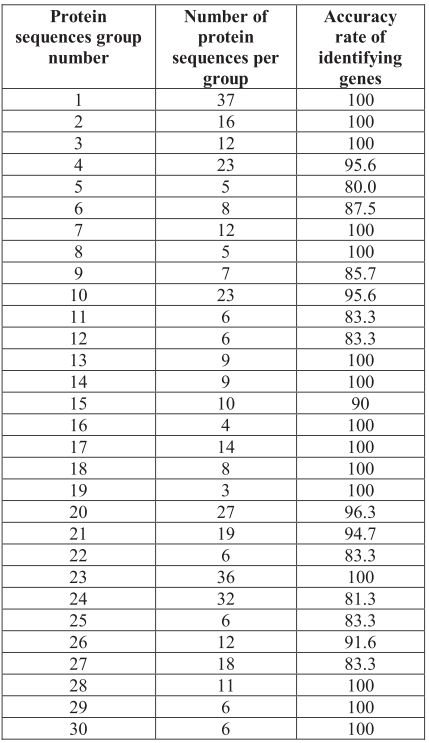 Protein Number of Accuracy
sequences group protein rate of
number sequences per identifying
group genes
1 37 100
2 16 100
3 12 100
4 23 95.6
5 5 80.0
6 8 87.5
7 12 100
8 5 100
9 7 85.7
10 23 95.6
11 6 83.3
12 6 83.3
13 9 100
14 9 100
15 10 90
16 4 100
17 14 100
18 8 100
19 3 100
20 27 96.3
21 19 94.7
22 6 83.3
23 36 100
24 32 81.3
25 6 83.3
26 12 91.6
27 18 83.3
28 11 100
29 6 100
30 6 100